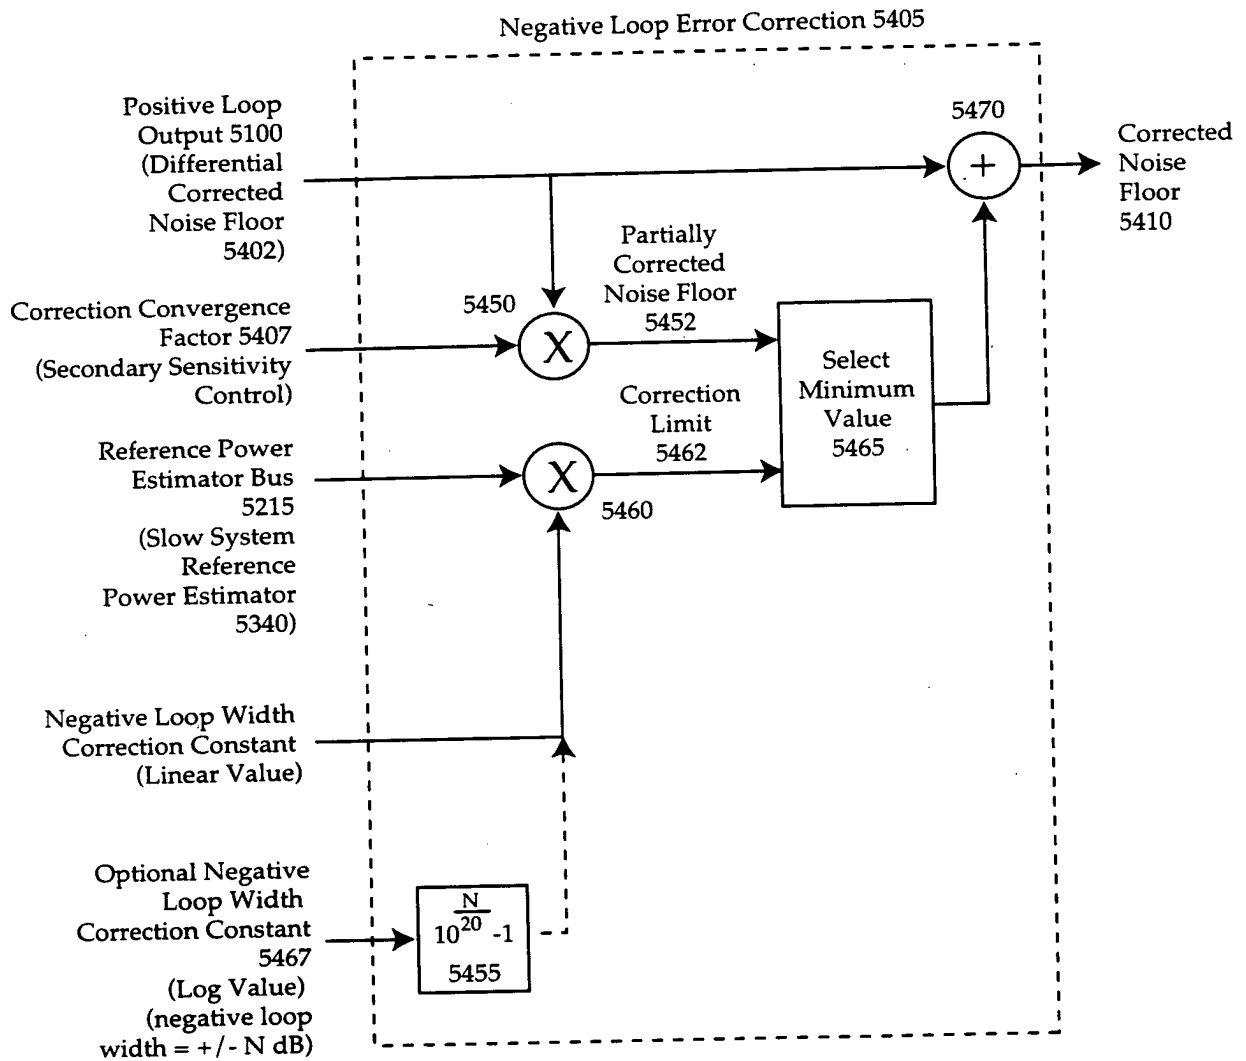 Negative Loop Error Correction 5405
Positive Loop
Output 5100
(Differential
Corrected
Noise Floor
5402)
5470
+
Corrected
Noise
Floor
5410
Partially
Corrected
Noise Floor
5452
Correction Convergence
Factor 5407
(Secondary Sensitivity
Control)
5450
X
Select
Minimum
Value
5465
Correction
Limit
5462
Reference Power
Estimator Bus
5215
(Slow System
Reference
Power Estimator
5340)
X
5460
Negative Loop Width
Correction Constant
(Linear Value)
Optional Negative
Loop Width
Correction Constant
5467
(Log Value)
(negative loop
width = +/- N dB)
N
10 20 -1
5455